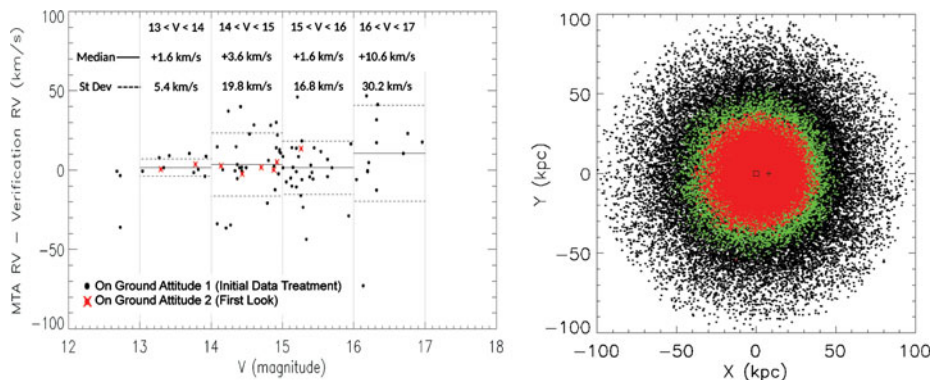 100
13 < V < 14 14 < V < 15 15 < V < 16 16 < V < 17
Median +1.6 km/s +3.6 km/s +1.6 km/s +10.6 km/s
St Dev 5.4 km/s 19.8 km/s 16.8 km/s 30.2 km/s
50
0
-50
-100
MTA RV - Verification RV (km/s)
On Ground Attitude 1 (Initial Data Treatment)
On Ground Attitude 2 (First Look)
12 13 14 15 16 17 18
V (magnitude)
100
50
0
-50
-100
Y (kpc)
-100 -50 0 50 100
X (kpc)